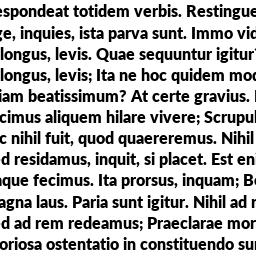 espondeat totidem verbis. Restingue
ge, inquies, ista parva sunt. Immo vid
longus, levis. Quae sequuntur igitur?
longus, levis; Ita ne hoc quidem mod
iam beatissimum? At certe gravius. 
cimus aliquem hilare vivere; Scrupul
c nihil fuit, quod quaereremus. Nihil
d residamus, inquit, si placet. Est eni
que fecimus. Ita prorsus, inquam; Bo
agna laus. Paria sunt igitur. Nihil ad r
ed ad rem redeamus; Praeclarae mor
oriosa ostentatio in constituendo su